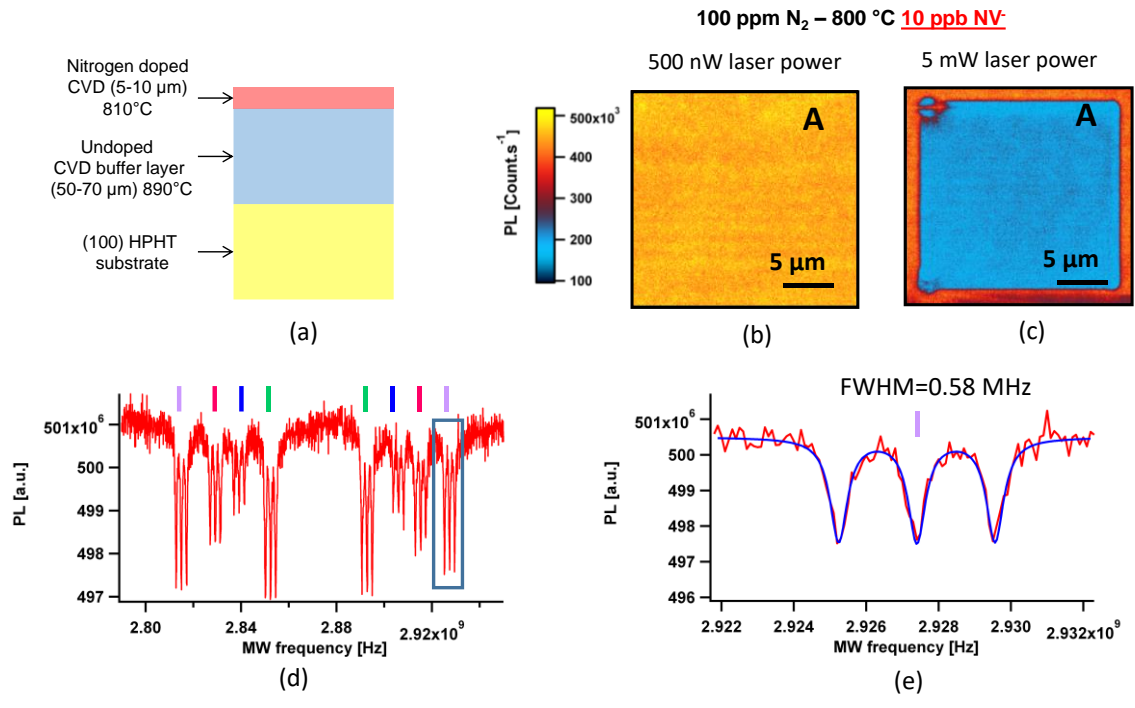 100 ppm N₂ – 800 °C 10 ppb NV⁻
Nitrogen doped
CVD (5-10 µm)
810°C
Undoped
CVD buffer layer
(50-70 µm) 890°C
(100) HPHT
substrate
(a)
500 nW laser power
5 mW laser power
PL [Count.s⁻¹]
500x10³
400
300
200
100
A
5 µm
(b)
A
5 µm
(c)
PL [a.u.]
501x10⁶
500
499
498
497
2.80
2.84
2.88
2.92x10⁹
MW frequency [Hz]
(d)
FWHM=0.58 MHz
PL [a.u.]
501x10⁶
500
499
498
497
496
2.922
2.924
2.926
2.928
2.930
2.932x10⁹
MW frequency [Hz]
(e)